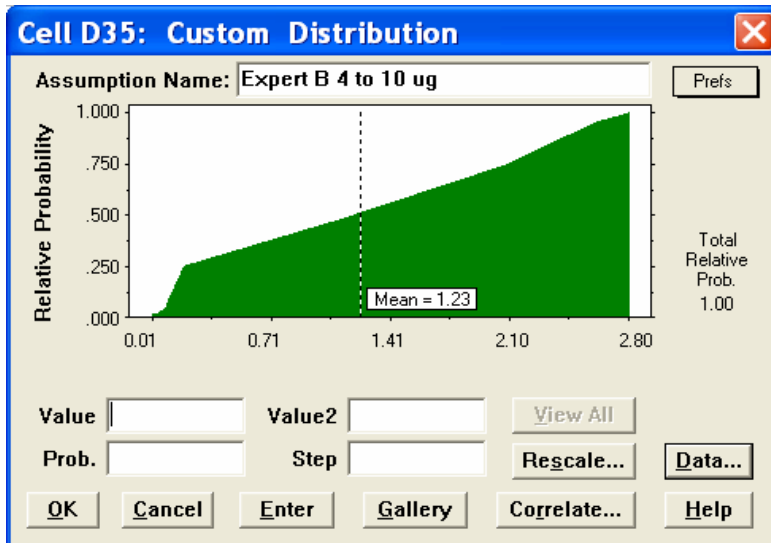 Cell D35: Custom Distribution
Assumption Name: Expert B 4 to 10 ug
Prefs
Relative Probability
1.000
.750
.500
.250
.000
Mean = 1.23
0.01 0.71 1.41 2.10 2.80
Total
Relative
Prob.
1.00
Value Value2 View All
Prob. Step Rescale... Data...
OK Cancel Enter Gallery Correlate... Help